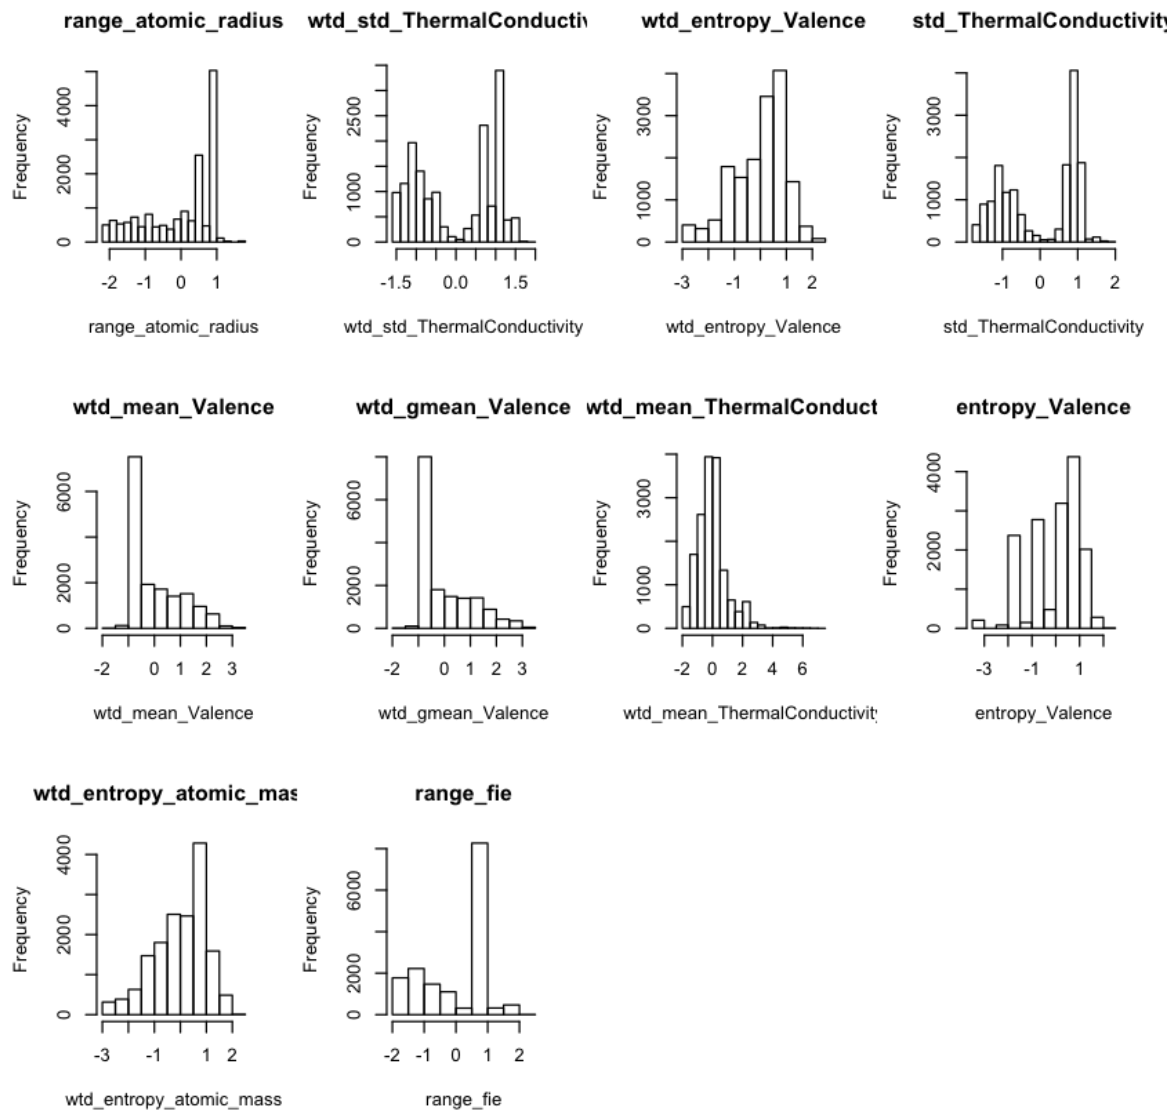 range_atomic_radius
Frequency
0 2000 4000
-2 -1 0 1
range_atomic_radius
wtd_std_ThermalConductiv
Frequency
0 1000 2500
-1.5 0.0 1.5
wtd_std_ThermalConductivity
wtd_entropy_Valence
Frequency
0 1000 3000
-3 -1 1 2
wtd_entropy_Valence
std_ThermalConductivity
Frequency
0 1000 3000
-1 0 1 2
std_ThermalConductivity
wtd_mean_Valence
Frequency
0 2000 6000
-2 0 1 2 3
wtd_mean_Valence
wtd_gmean_Valence
Frequency
0 2000 6000
-2 0 1 2 3
wtd_gmean_Valence
wtd_mean_ThermalConduct
Frequency
0 1000 3000
-2 0 2 4 6
wtd_mean_ThermalConductivity
entropy_Valence
Frequency
0 2000 4000
-3 -1 1
entropy_Valence
wtd_entropy_atomic_mas
Frequency
0 2000 4000
-3 -1 1 2
wtd_entropy_atomic_mass
range_fie
Frequency
0 2000 6000
-2 -1 0 1 2
range_fie